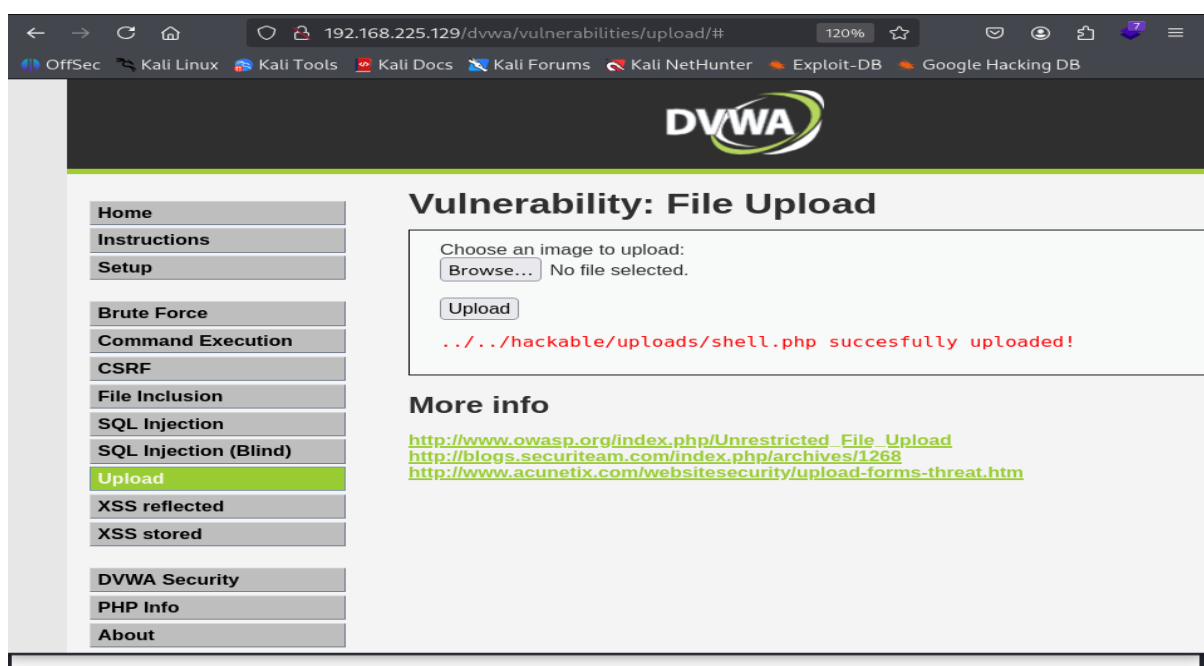 192.168.225.129/dvwa/vulnerabilities/upload/# 120% 7
OffSec Kali Linux Kali Tools Kali Docs Kali Forums Kali NetHunter Exploit-DB Google Hacking DB
DVWA
Home
Instructions
Setup
Brute Force
Command Execution
CSRF
File Inclusion
SQL Injection
SQL Injection (Blind)
Upload
XSS reflected
XSS stored
DVWA Security
PHP Info
About
Vulnerability: File Upload
Choose an image to upload:
Browse... No file selected.
Upload
../../hackable/uploads/shell.php succesfully uploaded!
More info
http://www.owasp.org/index.php/Unrestricted_File_Upload
http://blogs.securiteam.com/index.php/archives/1268
http://www.acunetix.com/websitesecurity/upload-forms-threat.htm